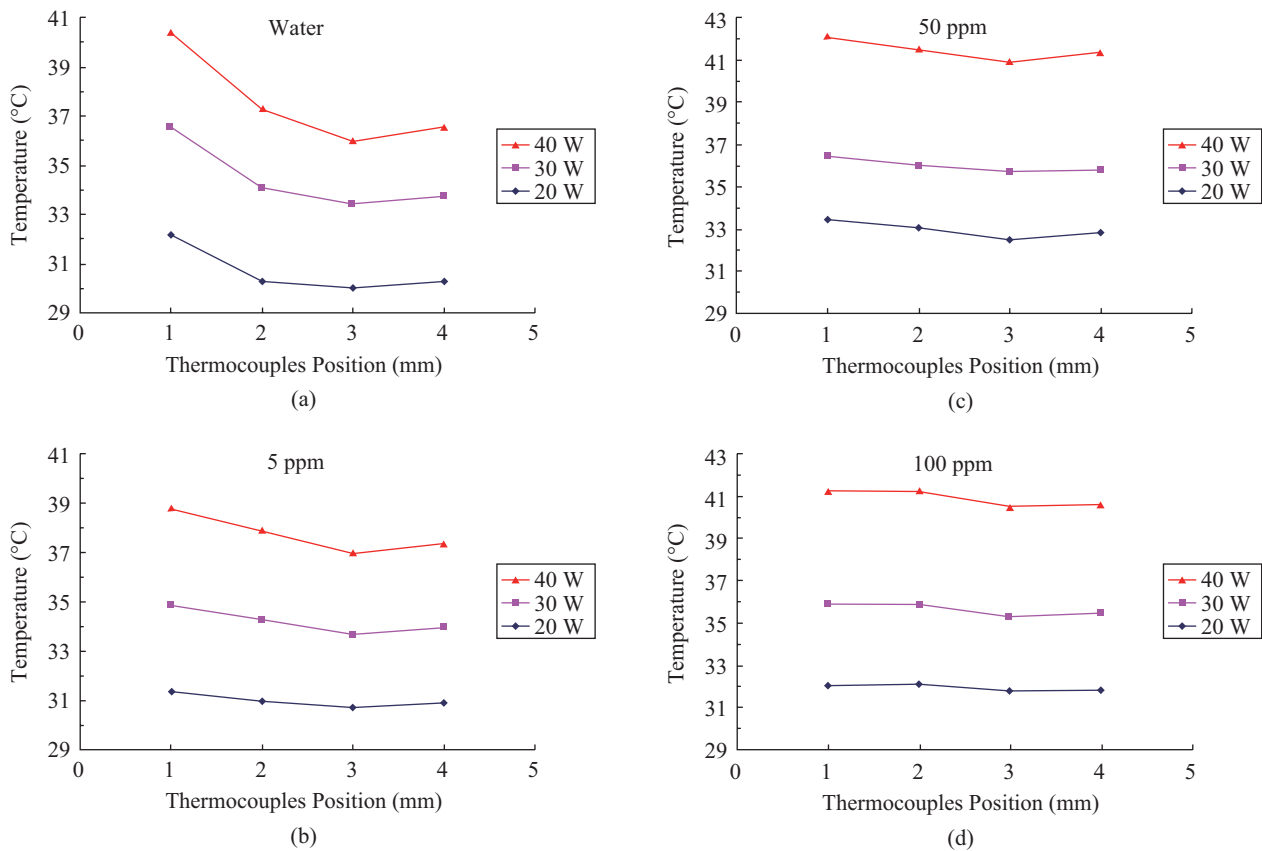 Water
Temperature (°C)
41
39
37
35
33
31
29
0 1 2 3 4 5
Thermocouples Position (mm)
40 W
30 W
20 W
(a)
50 ppm
Temperature (°C)
43
41
39
37
35
33
31
29
0 1 2 3 4 5
Thermocouples Position (mm)
40 W
30 W
20 W
(c)
5 ppm
Temperature (°C)
41
39
37
35
33
31
29
0 1 2 3 4 5
Thermocouples Position (mm)
40 W
30 W
20 W
(b)
100 ppm
Temperature (°C)
43
41
39
37
35
33
31
29
0 1 2 3 4 5
Thermocouples Position (mm)
40 W
30 W
20 W
(d)